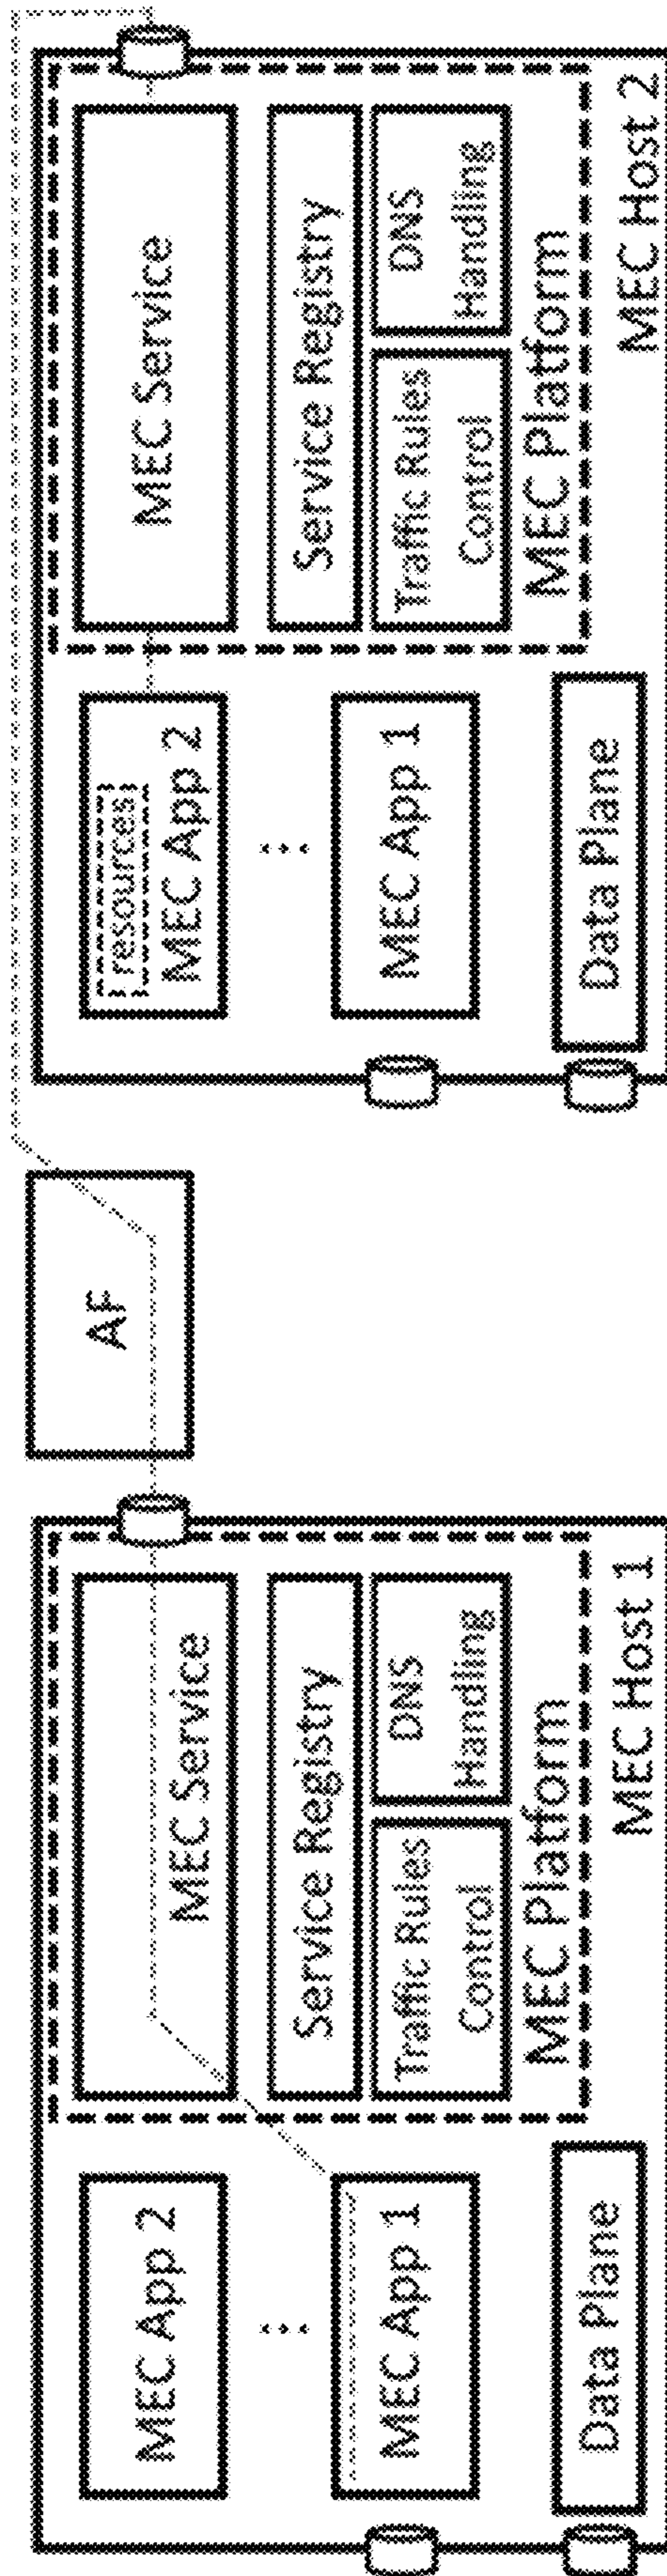 MEC App 2
MEC App 1
Data Plane
MEC Service
Service Registry
Traffic Rules
Control
DNS
Handling
MEC Platform
MEC Host 1
AF
resources
MEC App 2
MEC App 1
Data Plane
MEC Service
Service Registry
Traffic Rules
Control
DNS
Handling
MEC Platform
MEC Host 2